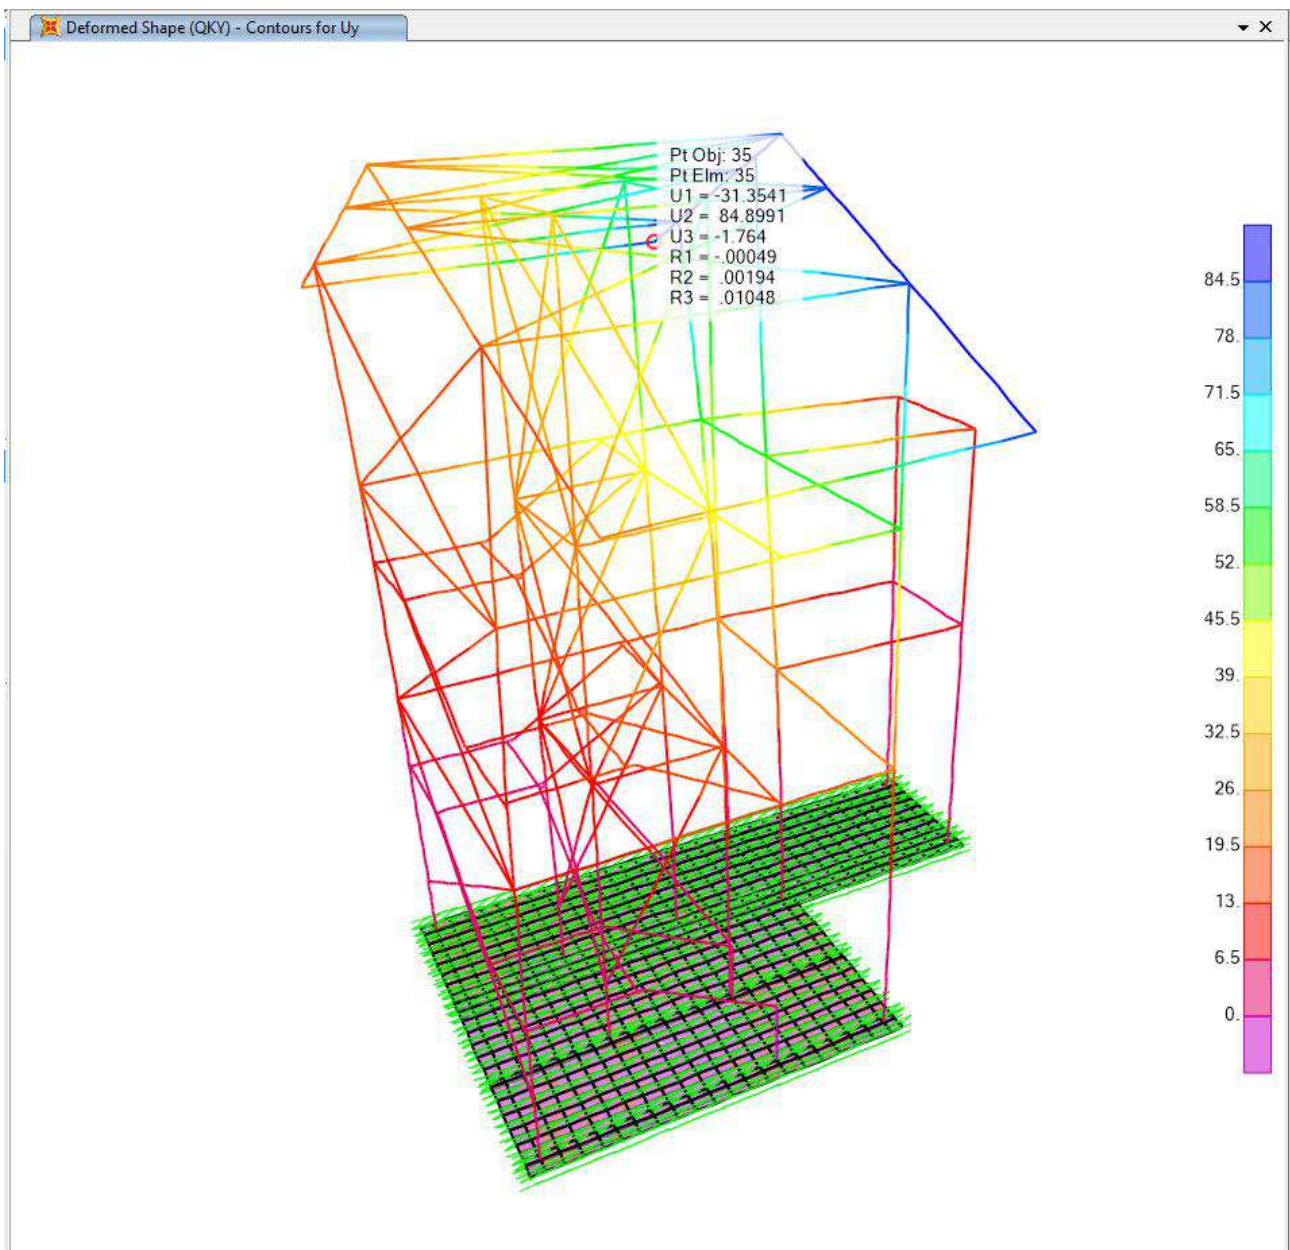 Deformed Shape (QKY) - Contours for Uy
Pt Obj: 35
Pt Elm: 35
U1 = -31.3541
U2 = 84.8991
U3 = -1.764
R1 = -.00049
R2 = .00194
R3 = .01048
84.5
78.
71.5
65.
58.5
52.
45.5
39.
32.5
26.
19.5
13.
6.5
0.